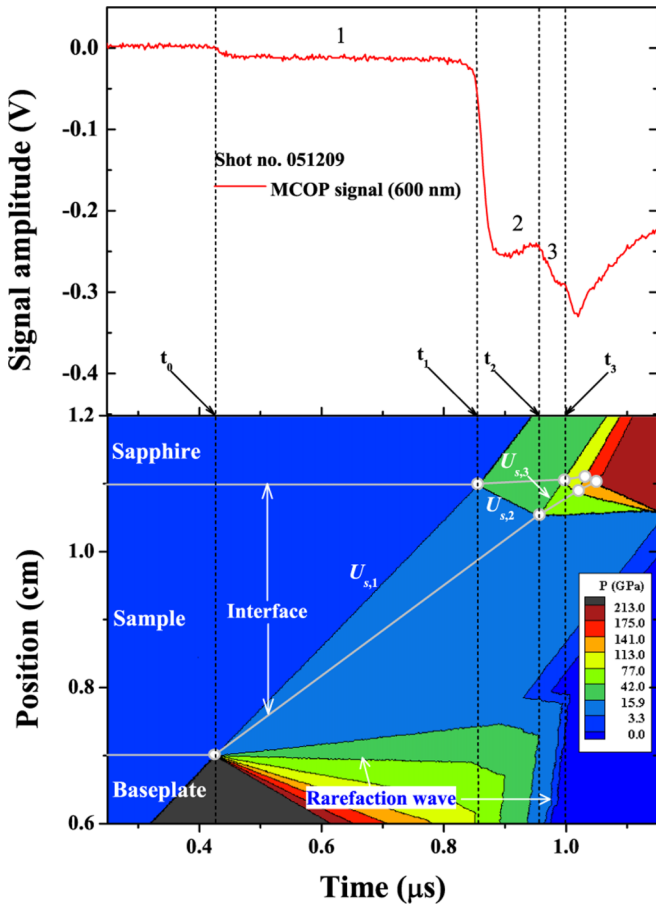 0.0
-0.1
-0.2
-0.3
-0.4
Signal amplitude (V)
1
2
3
Shot no. 051209
MCOP signal (600 nm)
t0
t1
t2
t3
1.2
1.0
0.8
0.6
Position (cm)
Sapphire
Sample
Baseplate
Interface
Us,1
Us,2
Us,3
Rarefaction wave
P (GPa)
213.0
175.0
141.0
113.0
77.0
42.0
15.9
3.3
0.0
0.4
0.6
0.8
1.0
Time (μs)